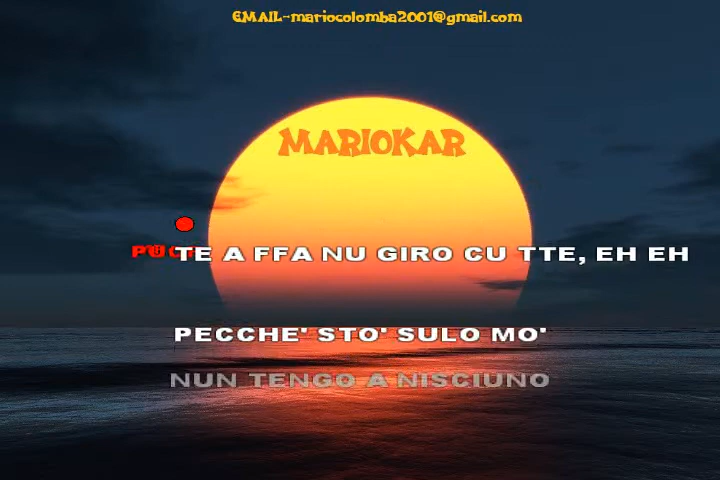 EMAIL-mariocolomba2001@gmail.com
MARIOKAR
TE A FFA NU GIRO CU TTE, EH EH
PECCHE' STO' SULO MO'
NUN TENGO A NISCIUNO